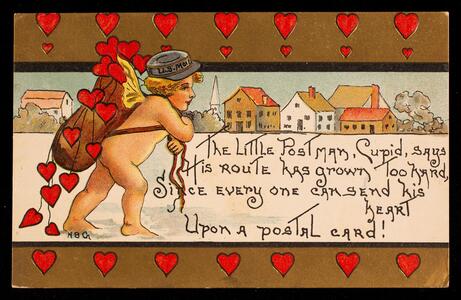 U.S. Mail
The Little Postman, Cupid, says
His route has grown too hard,
Since every one can send his
heart
Upon a postal card!
H.B.G.